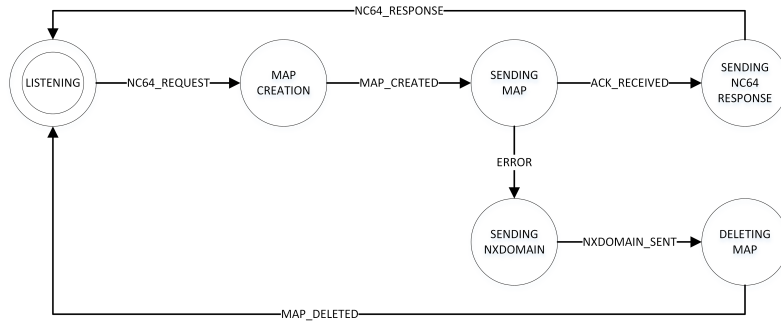 NC64_RESPONSE
LISTENING
NC64_REQUEST
MAP
CREATION
MAP_CREATED
SENDING
MAP
ACK_RECEIVED
SENDING
NC64
RESPONSE
ERROR
SENDING
NXDOMAIN
NXDOMAIN_SENT
DELETING
MAP
MAP_DELETED